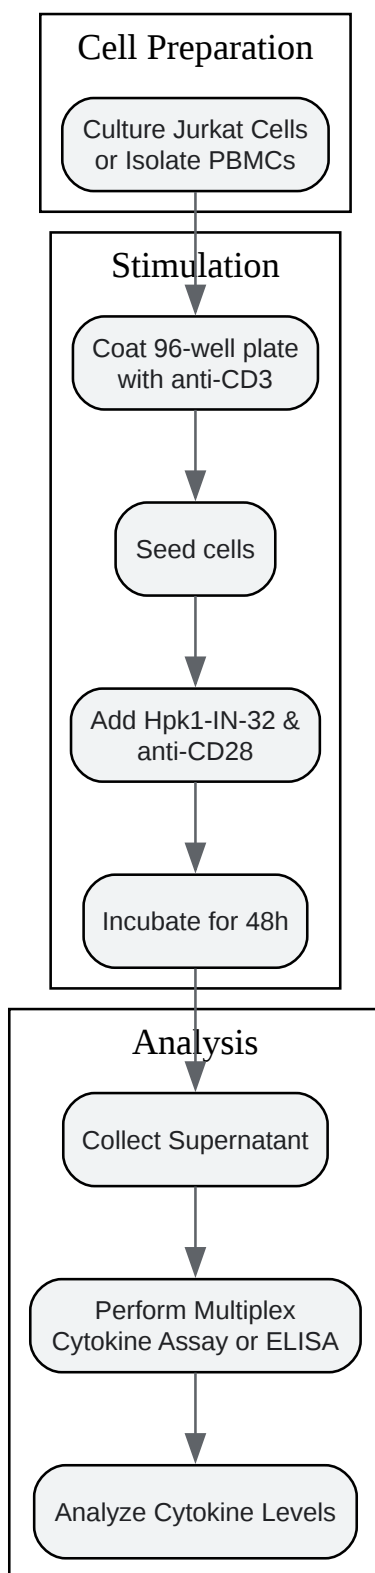 Cell Preparation
Culture Jurkat Cells
or Isolate PBMCs
Stimulation
Coat 96-well plate
with anti-CD3
Seed cells
Add Hpk1-IN-32 &
anti-CD28
Incubate for 48h
Analysis
Collect Supernatant
Perform Multiplex
Cytokine Assay or ELISA
Analyze Cytokine Levels